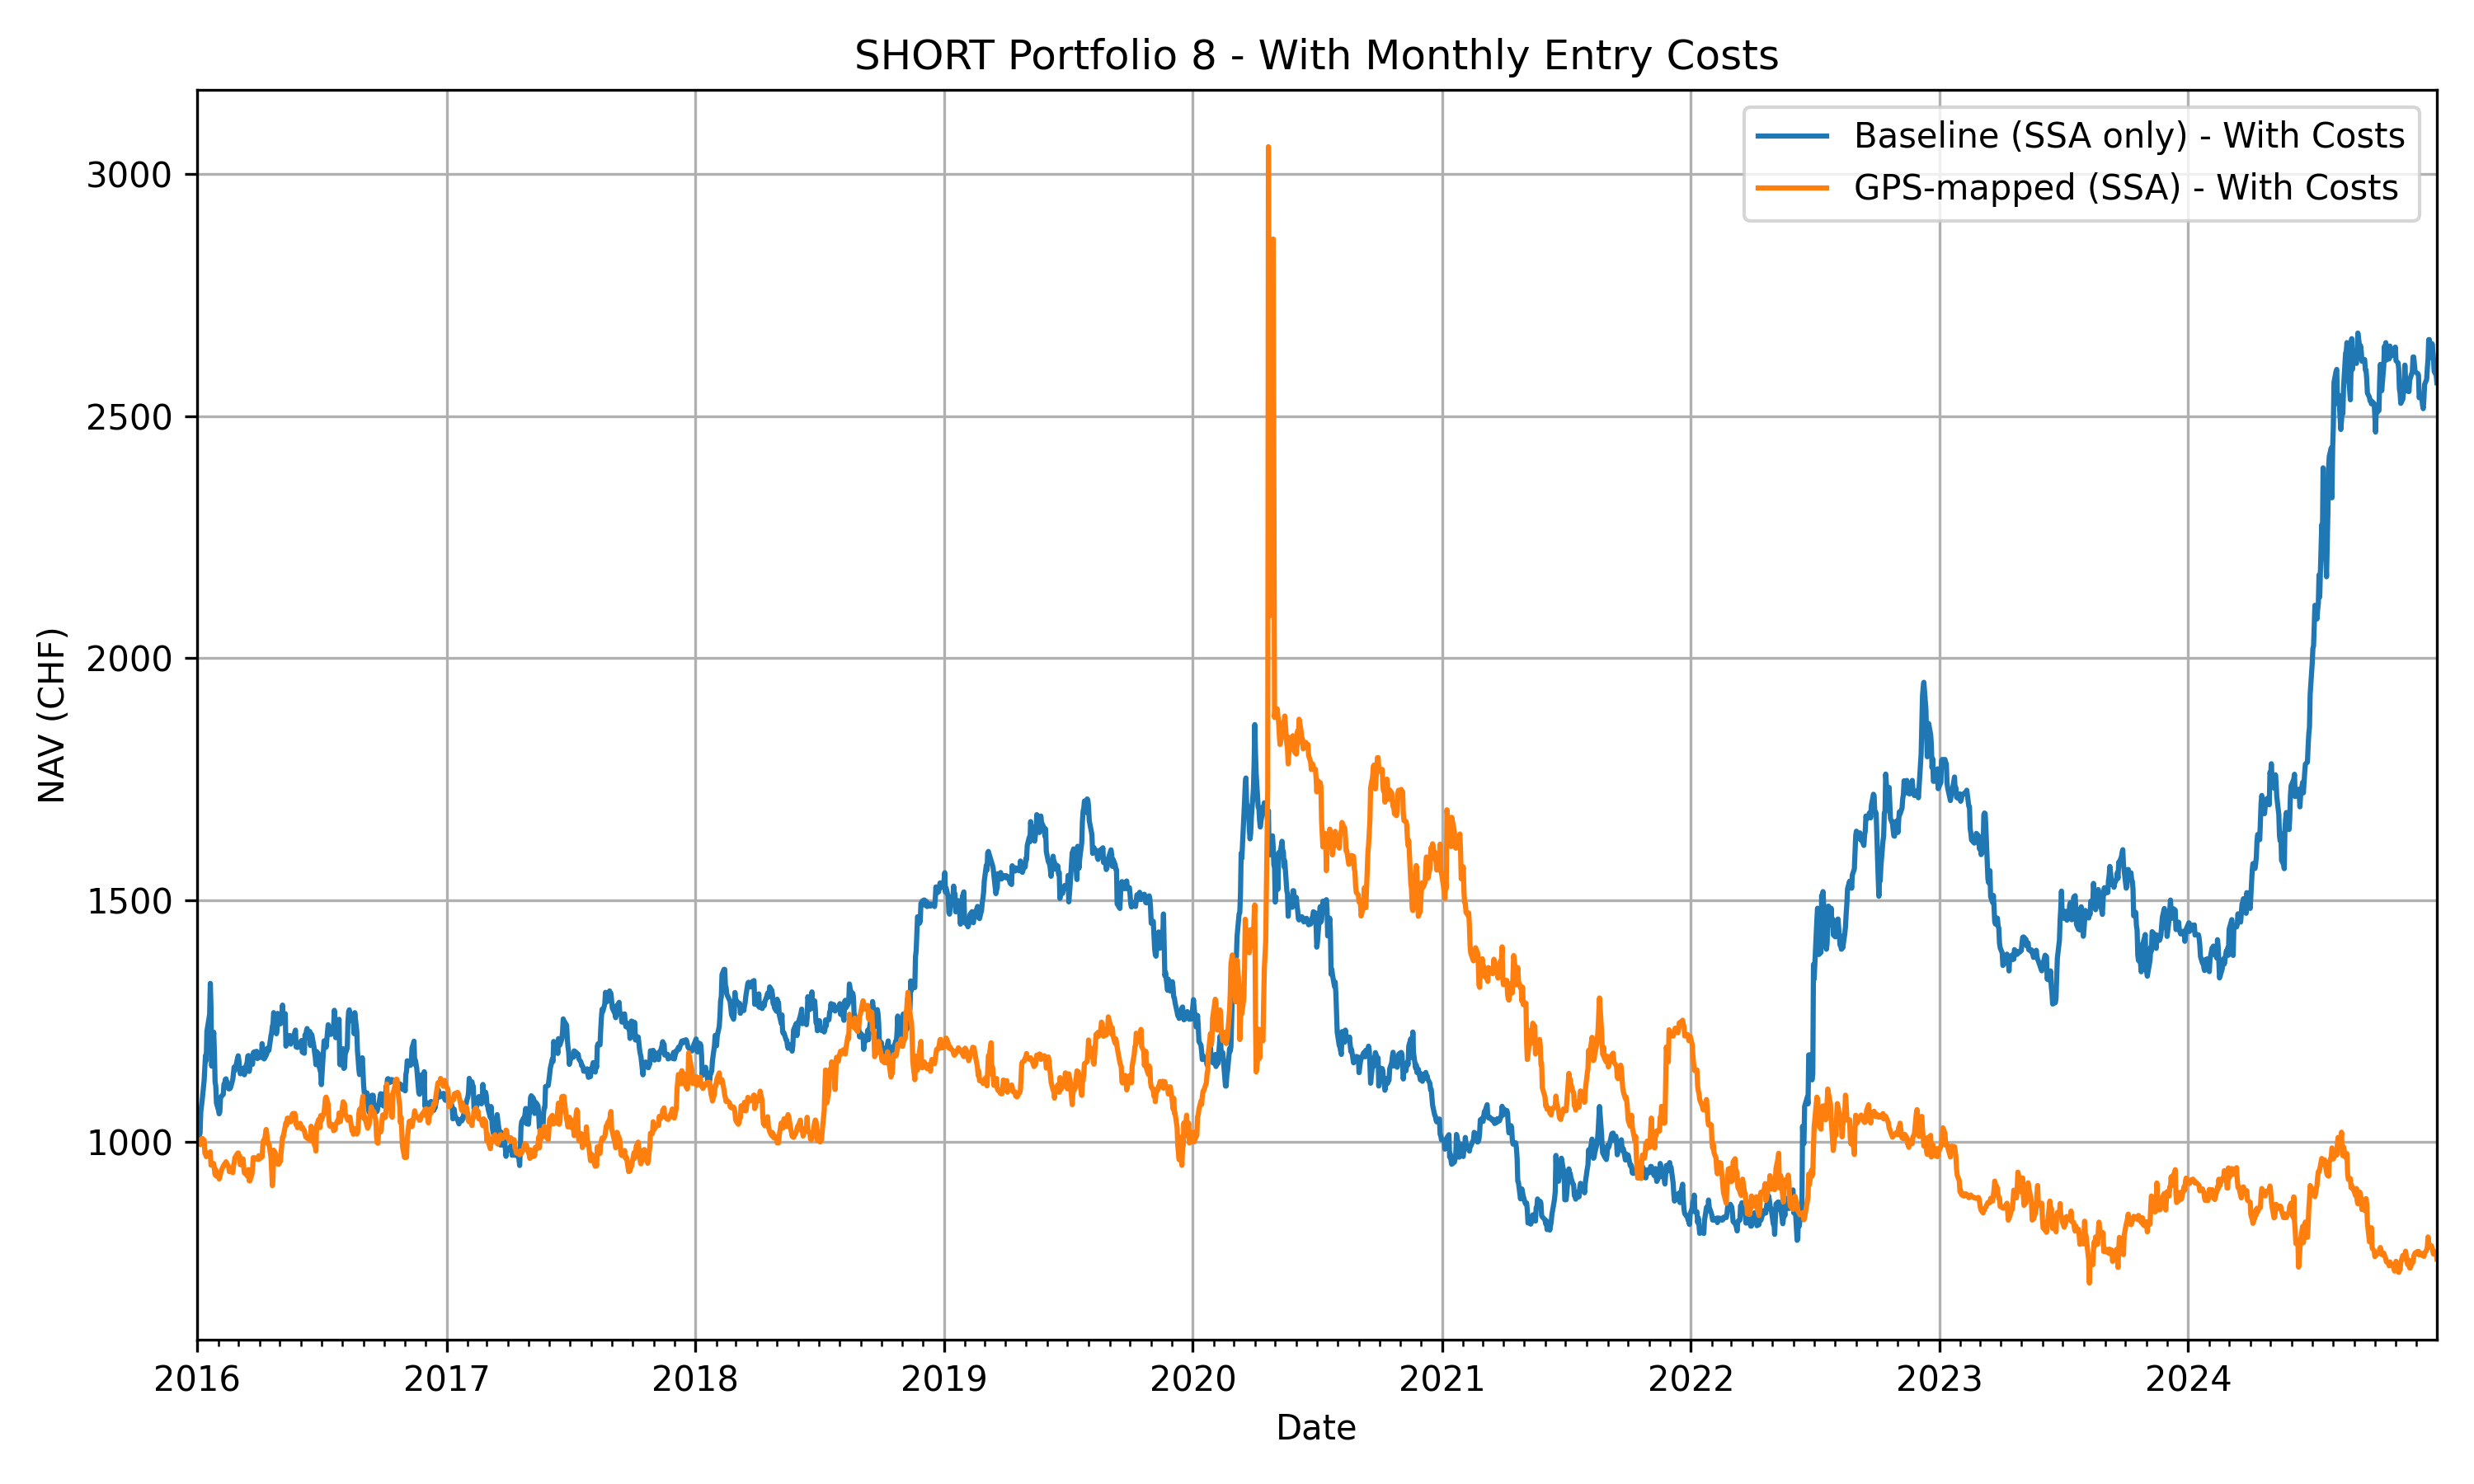 SHORT Portfolio 8 - With Monthly Entry Costs
Baseline (SSA only) - With Costs
GPS-mapped (SSA) - With Costs
NAV (CHF)
3000
2500
2000
1500
1000
2016
2017
2018
2019
2020
2021
2022
2023
2024
Date